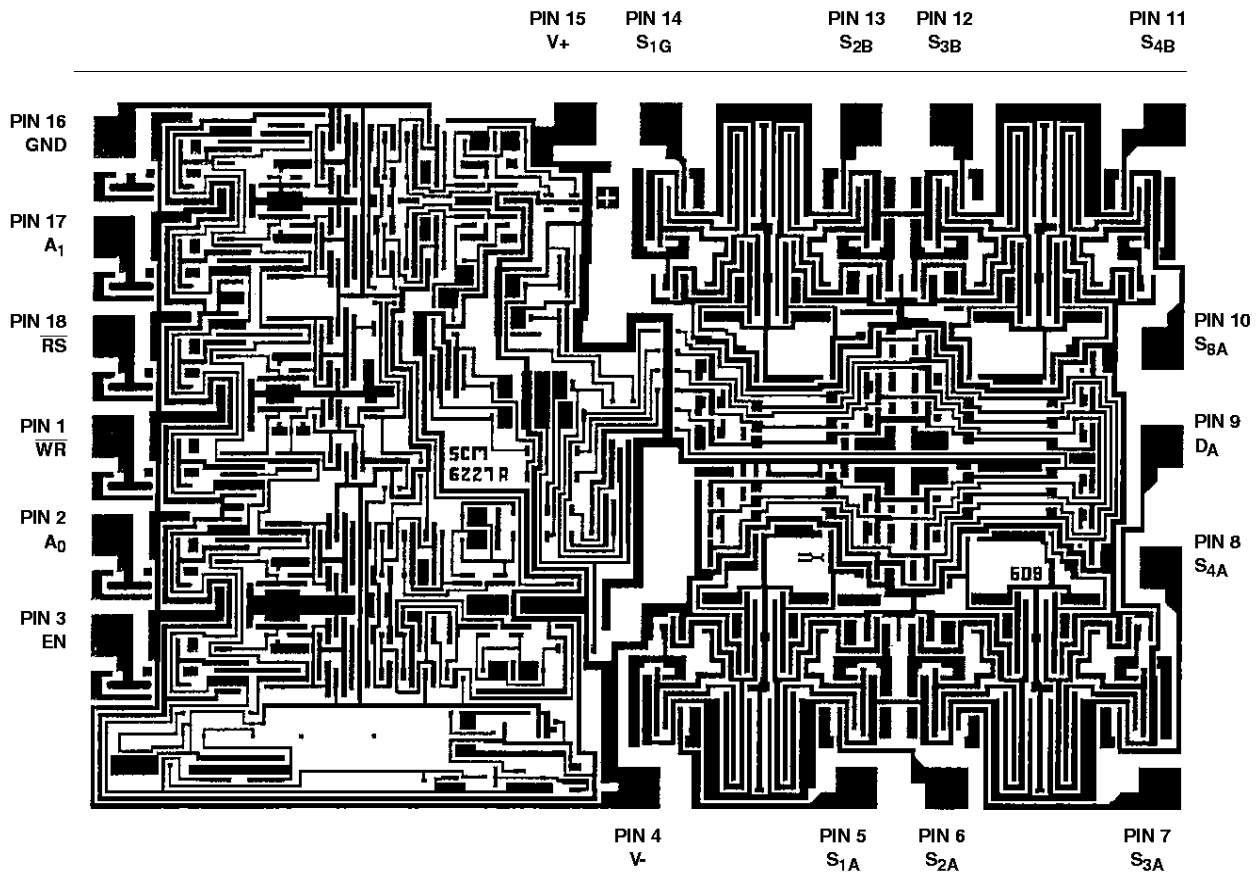 PIN 15
V+
PIN 14
S1G
PIN 13
S2B
PIN 12
S3B
PIN 11
S4B
PIN 16
GND
PIN 17
A1
PIN 18
RS
PIN 1
WR
PIN 2
A0
PIN 3
EN
PIN 10
S8A
PIN 9
DA
PIN 8
S4A
SCM
6227A
6D8
PIN 4
V-
PIN 5
S1A
PIN 6
S2A
PIN 7
S3A